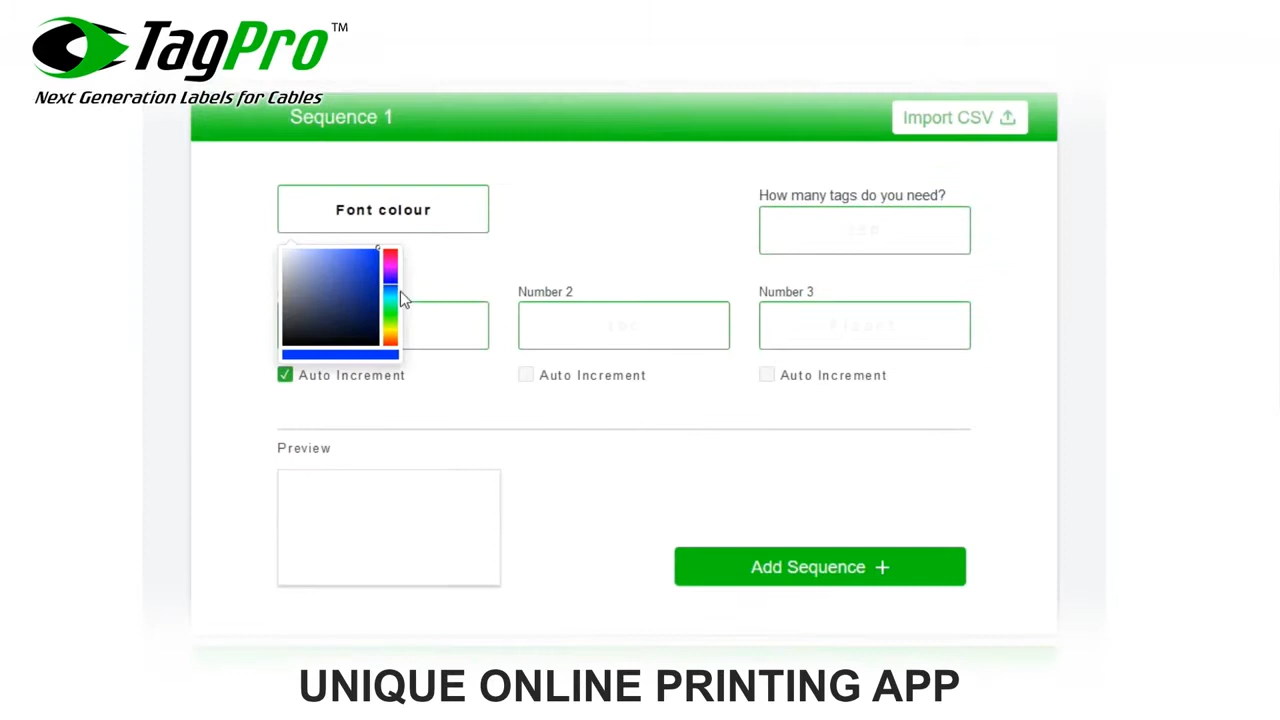 TagPro™
Next Generation Labels for Cables
Sequence 1
Import CSV
Font colour
How many tags do you need?
Number 2
Number 3
Auto Increment
Auto Increment
Auto Increment
Preview
Add Sequence +
UNIQUE ONLINE PRINTING APP